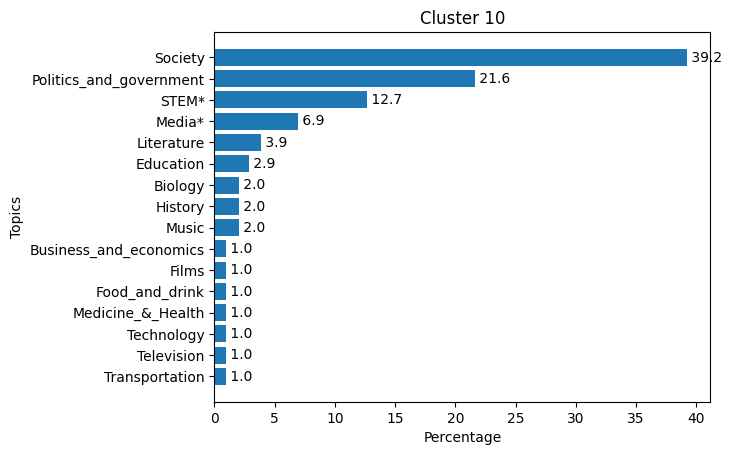 Cluster 10
Society 39.2
Politics_and_government 21.6
STEM* 12.7
Media* 6.9
Literature 3.9
Education 2.9
Biology 2.0
History 2.0
Music 2.0
Business_and_economics 1.0
Films 1.0
Food_and_drink 1.0
Medicine_&_Health 1.0
Technology 1.0
Television 1.0
Transportation 1.0
Topics
0 5 10 15 20 25 30 35 40
Percentage